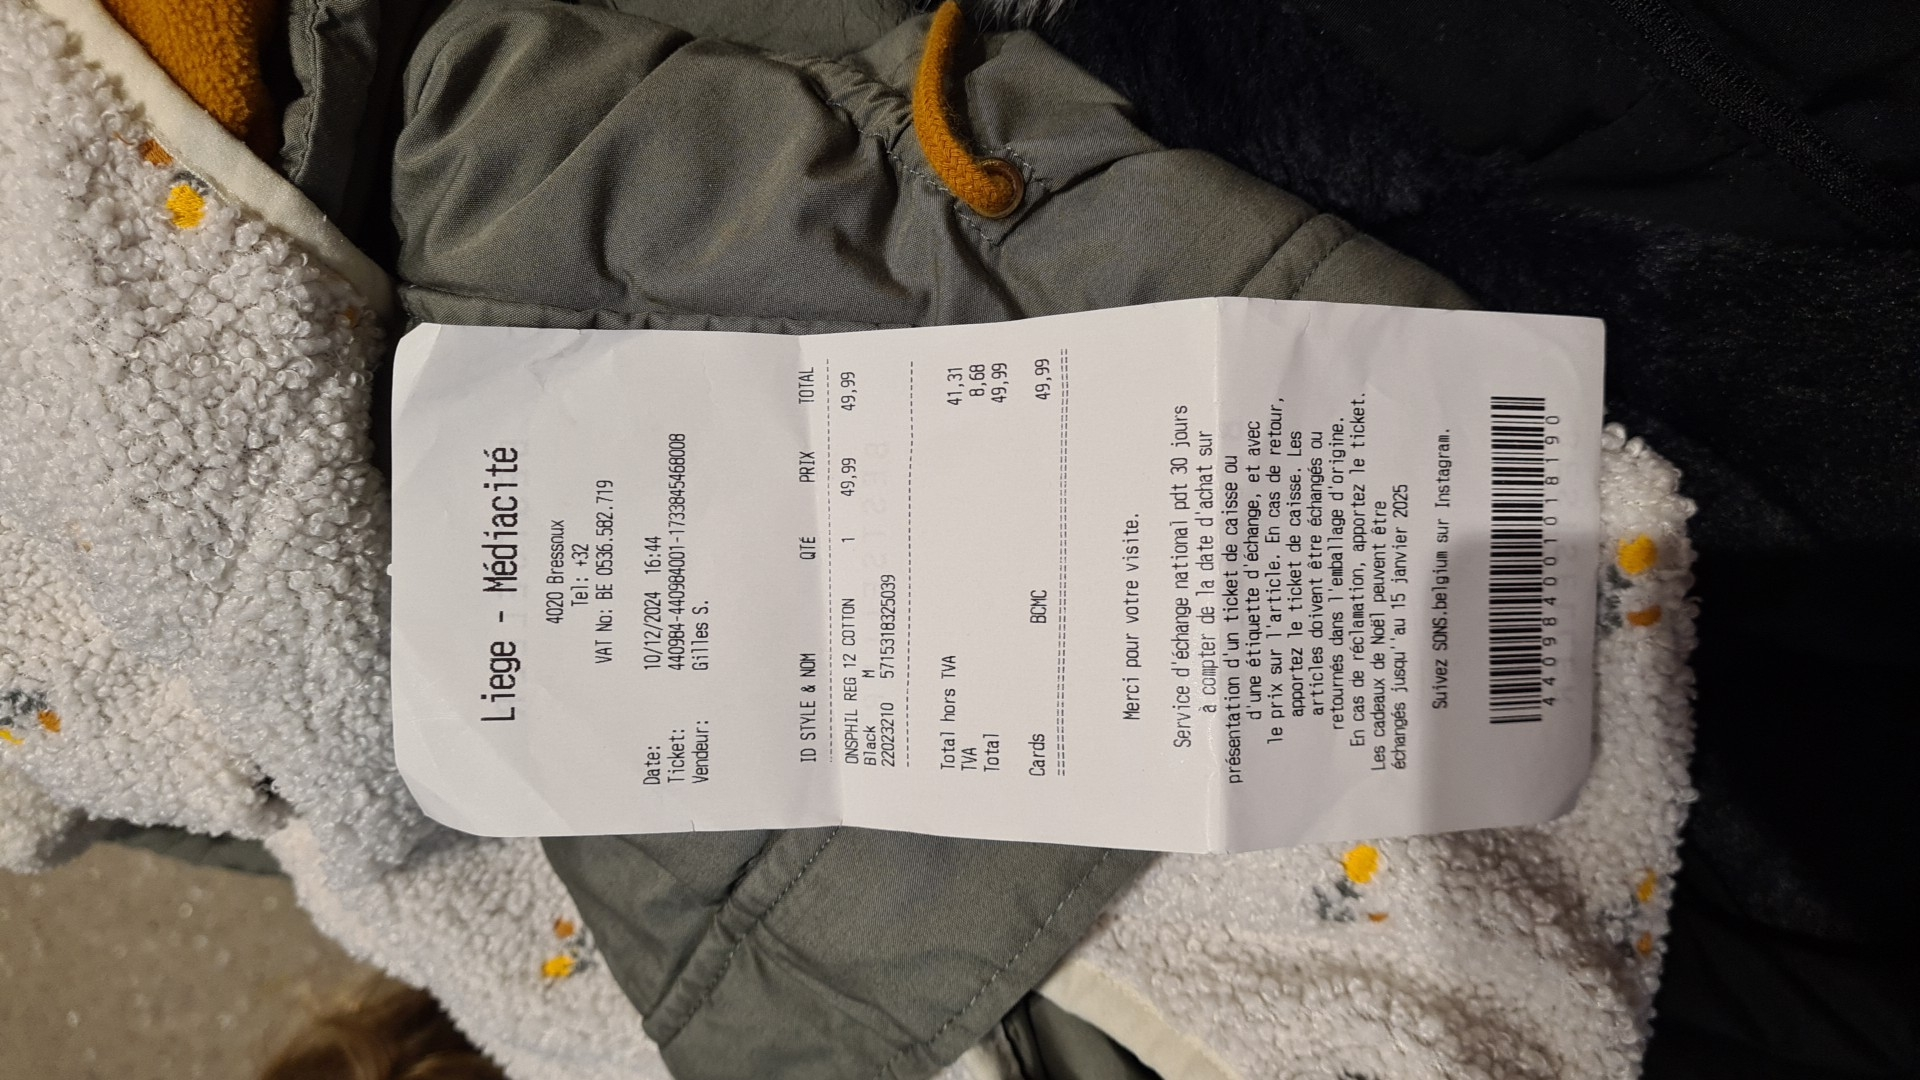 Liege - Médiacité
4020 Bressoux
Tel: +32
VAT No: BE 0536.582.719
Date: 10/12/2024 16:44
Ticket: 440984-440984001-1733845468008
Vendeur: Gilles S.
ID STYLE & NOM QTE PRIX TOTAL
ONSPHIL REG 12 COTTON 1 49,99 49,99
Black M
22023210 5715318325039
Total hors TVA 41,31
TVA 8,68
Total 49,99
Cards BCMC 49,99
Merci pour votre visite.
Service d'échange national pdt 30 jours
à compter de la date d'achat sur
présentation d'un ticket de caisse ou
d'une étiquette d'échange, et avec
le prix sur l'article. En cas de retour,
apportez le ticket de caisse. Les
articles doivent être échangés ou
retournés dans l'emballage d'origine.
En cas de réclamation, apportez le ticket.
Les cadeaux de Noël peuvent être
échangés jusqu'au 15 janvier 2025
Suivez SONS.belgium sur Instagram.
4409840010181​90